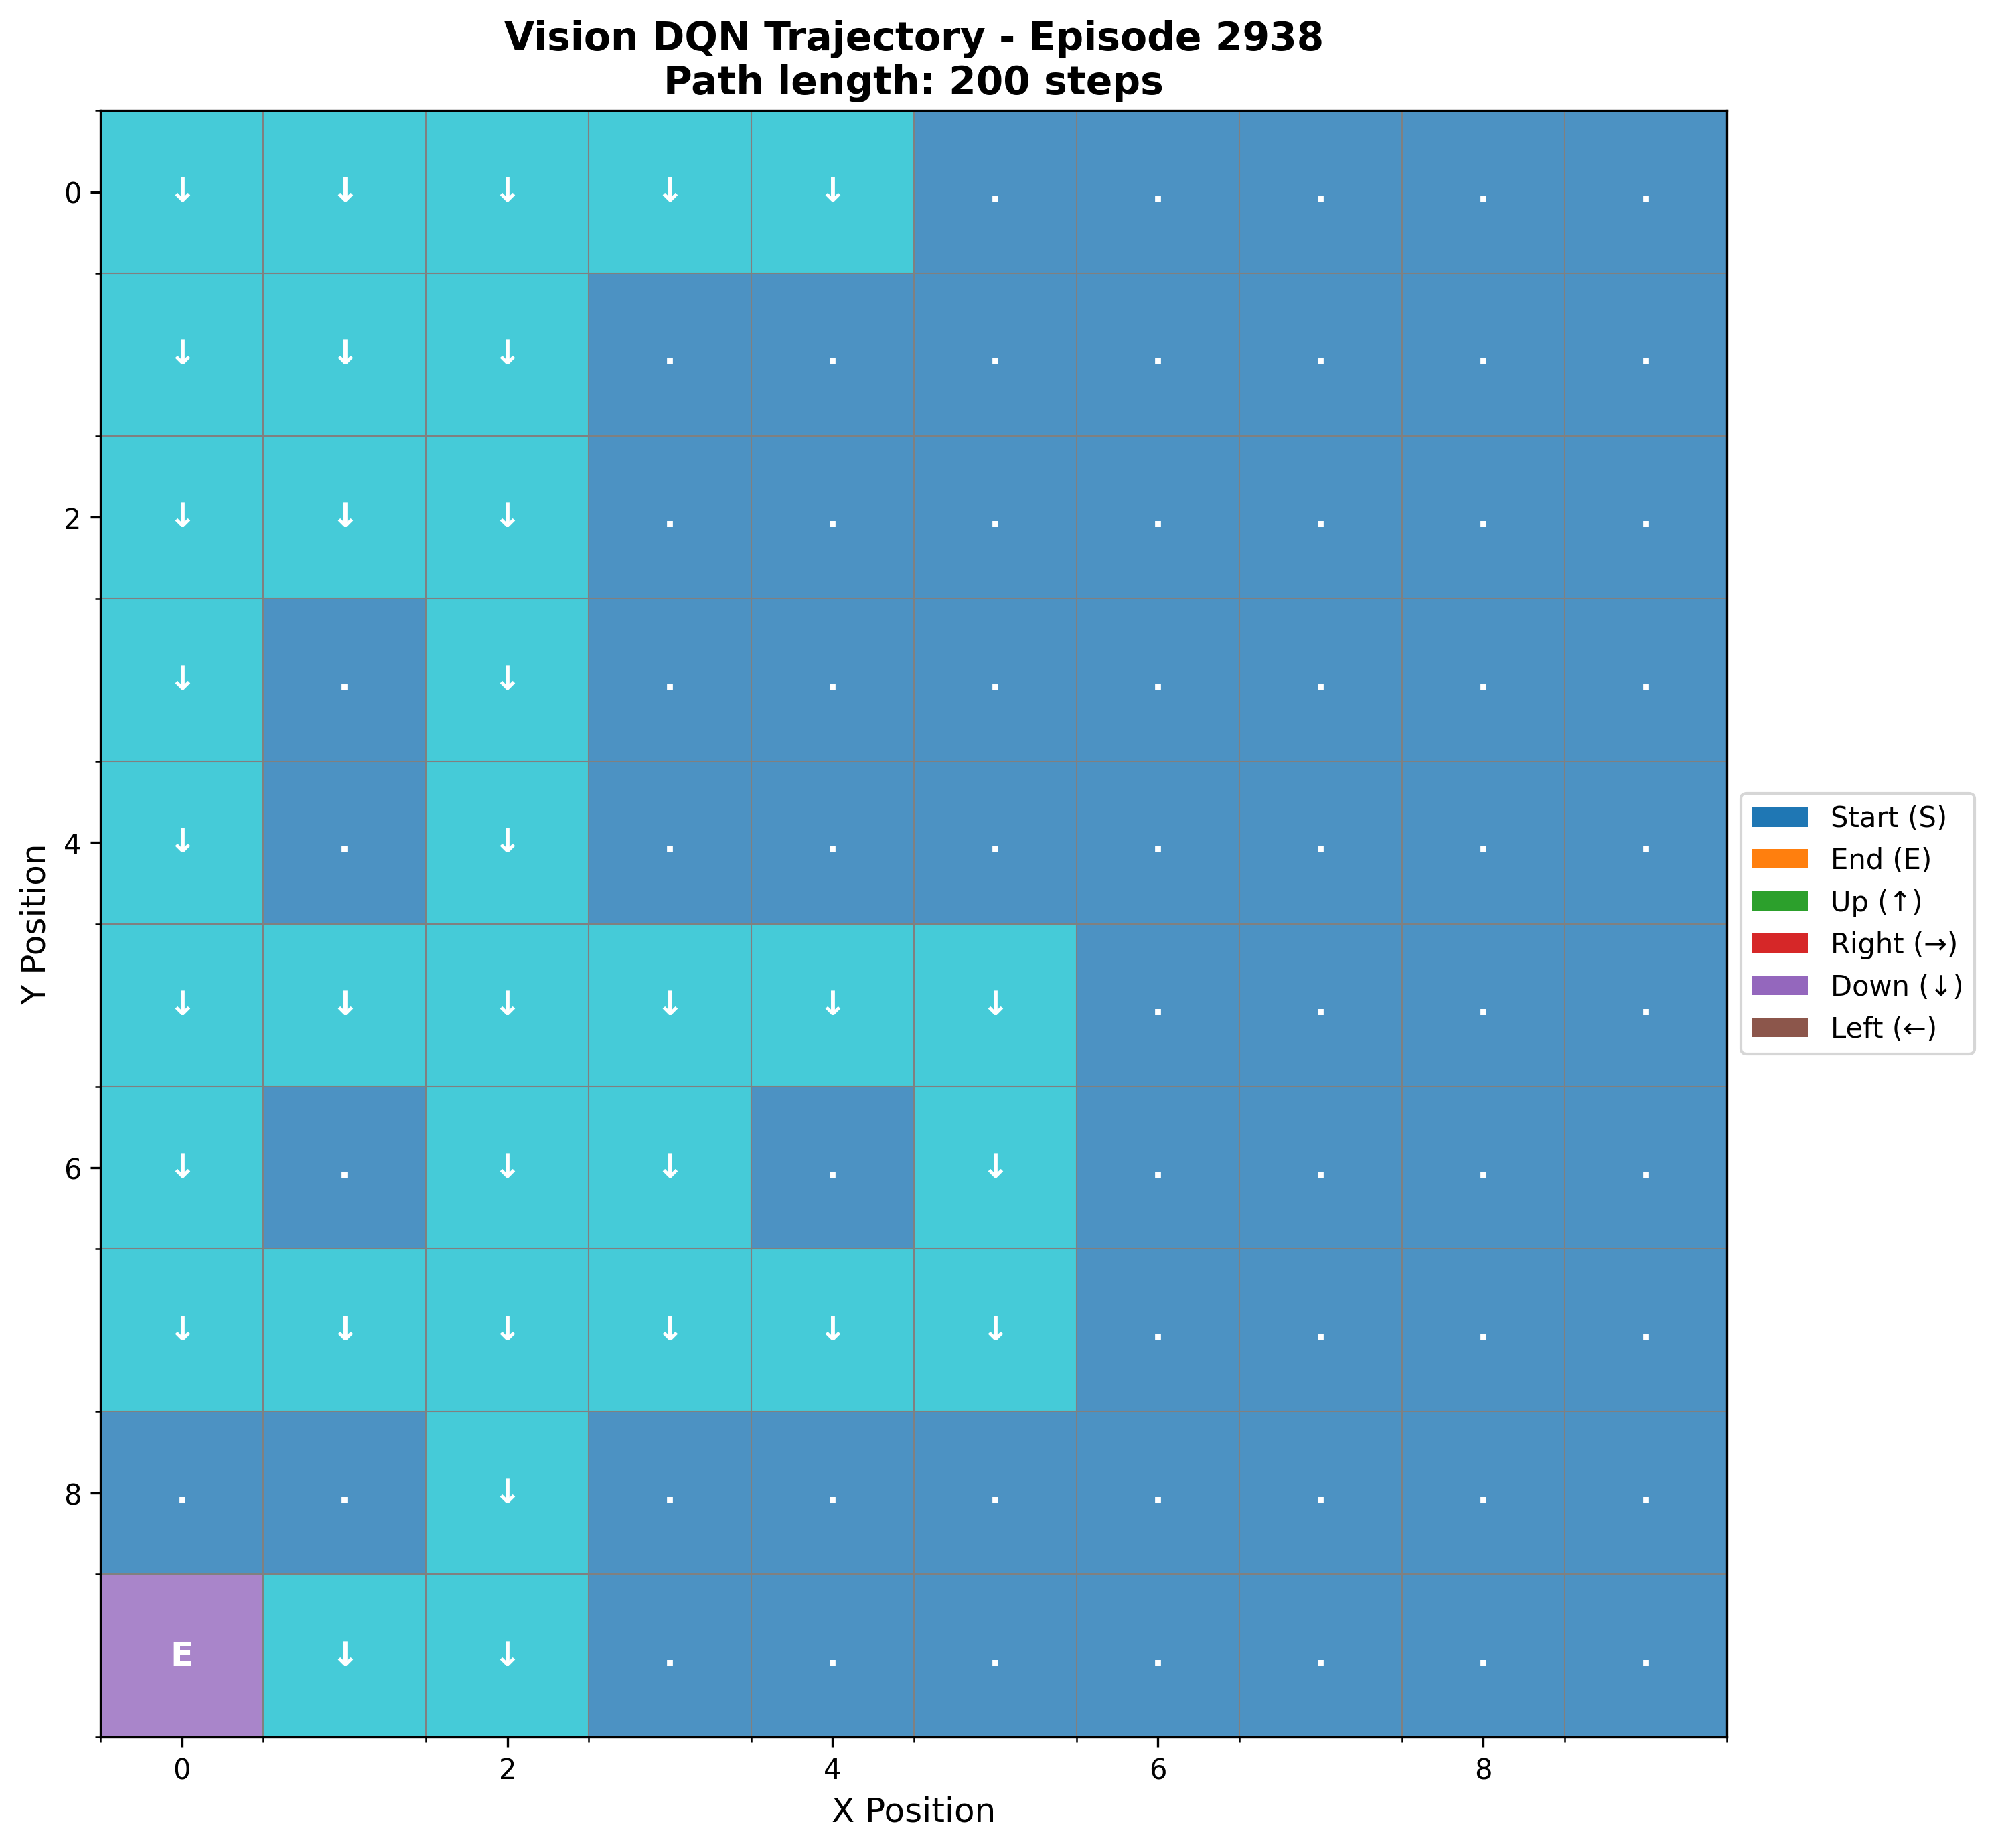 Vision DQN Trajectory - Episode 2938
Path length: 200 steps
0 ↓ ↓ ↓ ↓ ↓ . . . . .
↓ ↓ ↓ . . . . . . .
2 ↓ ↓ ↓ . . . . . . .
↓ . ↓ . . . . . . .
4 ↓ . ↓ . . . . . . .
↓ ↓ ↓ ↓ ↓ ↓ . . . .
6 ↓ . ↓ ↓ . ↓ . . . .
↓ ↓ ↓ ↓ ↓ ↓ . . . .
8 . . ↓ . . . . . . .
E ↓ ↓ . . . . . . .
0 2 4 6 8
X Position
Y Position
Start (S)
End (E)
Up (↑)
Right (→)
Down (↓)
Left (←)